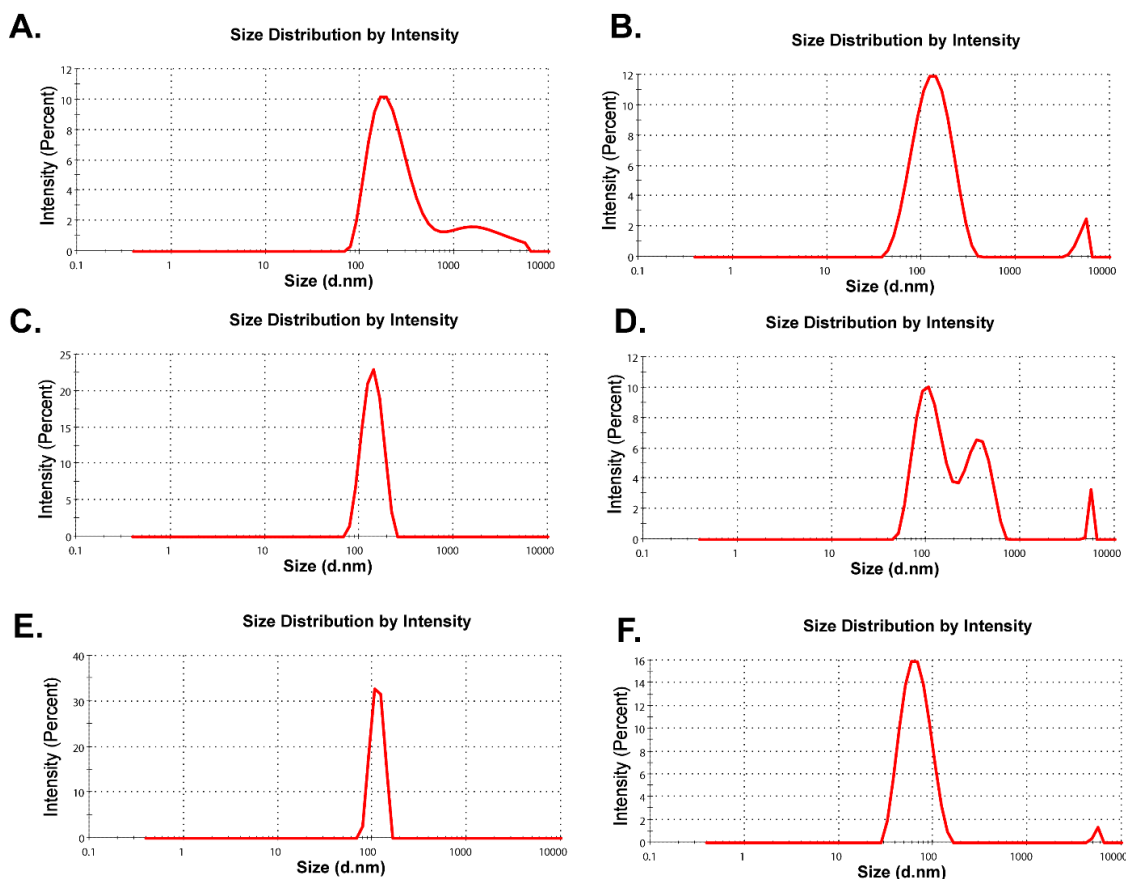 A.
Size Distribution by Intensity
Intensity (Percent)
12
10
8
6
4
2
0
0.1 1 10 100 1000 10000
Size (d.nm)
B.
Size Distribution by Intensity
Intensity (Percent)
12
10
8
6
4
2
0
0.1 1 10 100 1000 10000
Size (d.nm)
C.
Size Distribution by Intensity
Intensity (Percent)
25
20
15
10
5
0
0.1 1 10 100 1000 10000
Size (d.nm)
D.
Size Distribution by Intensity
Intensity (Percent)
12
10
8
6
4
2
0
0.1 1 10 100 1000 10000
Size (d.nm)
E.
Size Distribution by Intensity
Intensity (Percent)
40
30
20
10
0
0.1 1 10 100 1000 10000
Size (d.nm)
F.
Size Distribution by Intensity
Intensity (Percent)
16
14
12
10
8
6
4
2
0
0.1 1 10 100 1000 10000
Size (d.nm)